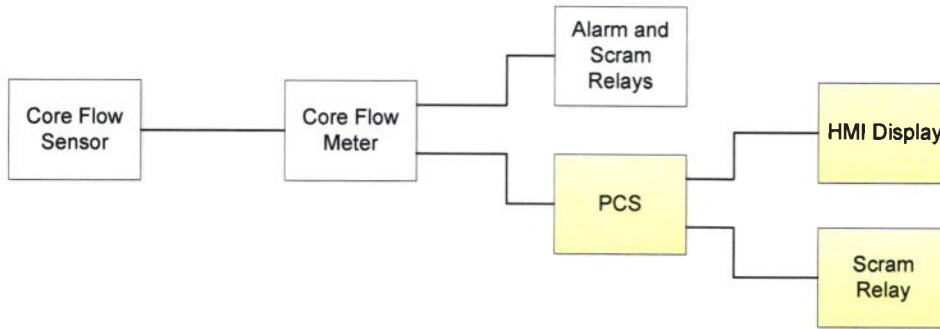 Core Flow
Sensor
Core Flow
Meter
Alarm and
Scram
Relays
PCS
HMI Display
Scram
Relay